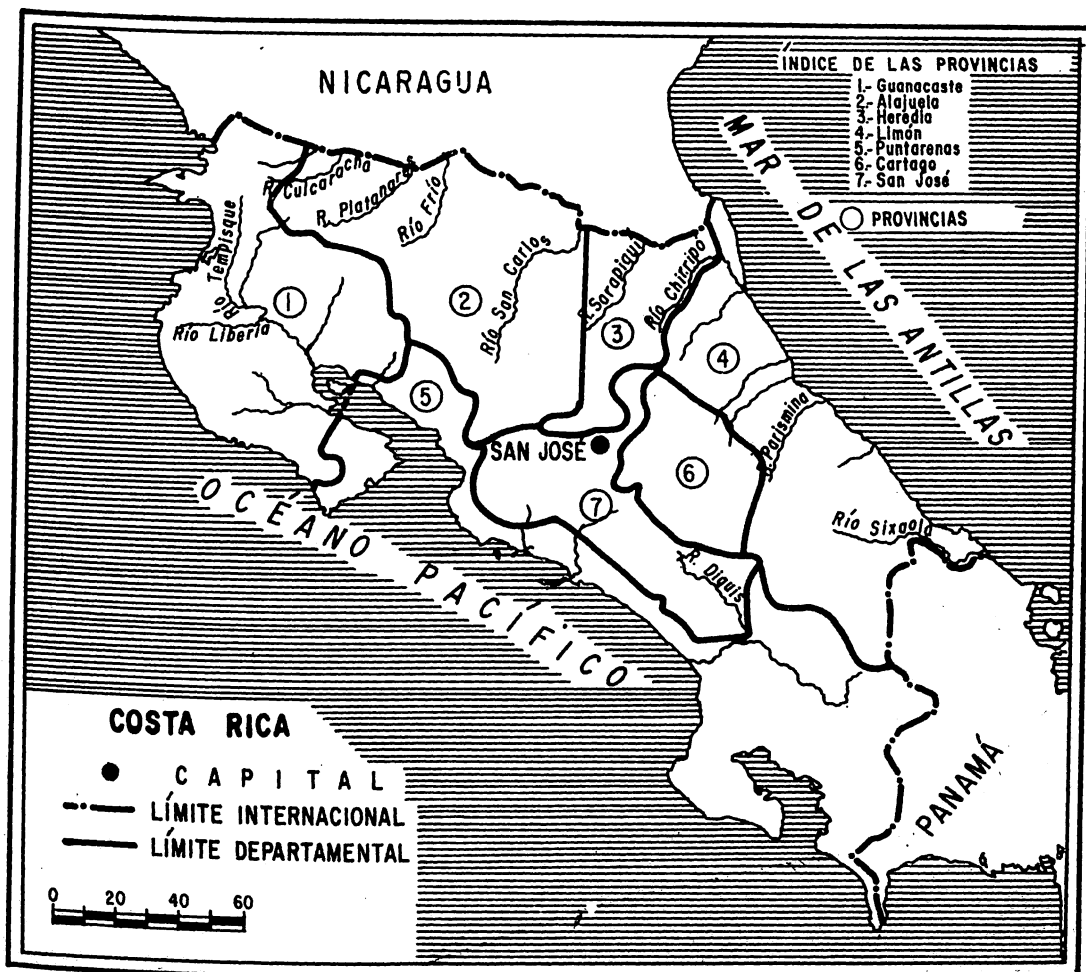 NICARAGUA
ÍNDICE DE LAS PROVINCIAS
1.- Guanacaste
2.- Alajuela
3.- Heredia
4.- Limón
5.- Puntarenas
6.- Cartago
7.- San José
PROVINCIAS
MAR DE LAS ANTILLAS
R. Culcaracha
R. Platanares
Río Frío
Río Tempisque
Río San Carlos
R. Sarapiqui
Río Chirripó
Río Liberia
1
2
3
4
5
6
7
SAN JOSÉ
R. Parismina
Río Sixaola
R. Diquis
OCÉANO PACÍFICO
PANAMÁ
COSTA RICA
CAPITAL
LÍMITE INTERNACIONAL
LÍMITE DEPARTAMENTAL
0 20 40 60